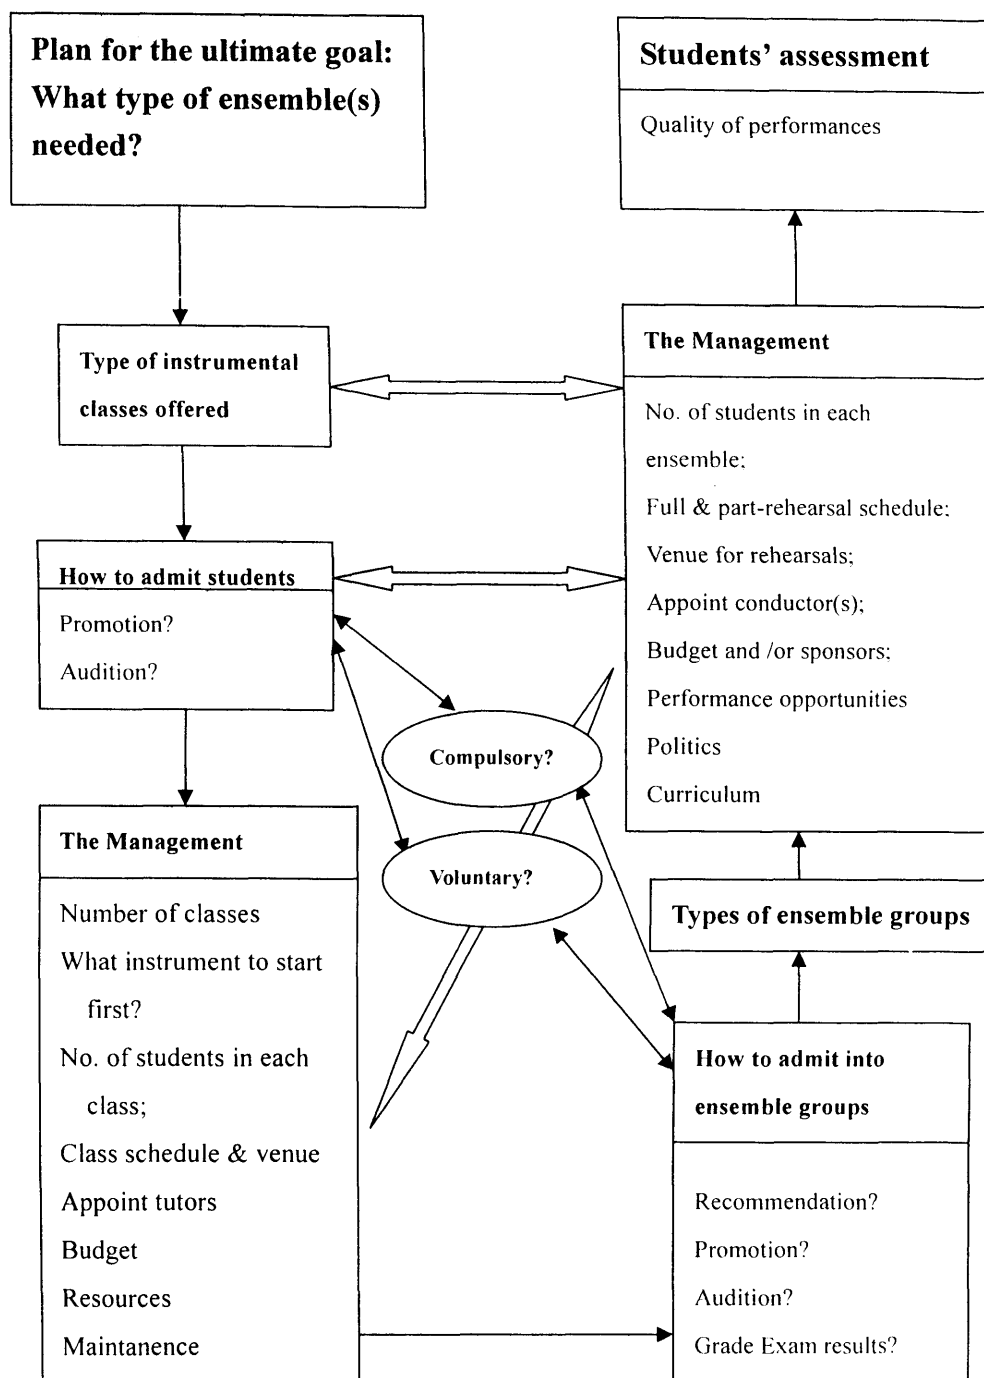 Plan for the ultimate goal:
What type of ensemble(s)
needed?
Type of instrumental
classes offered
How to admit students
Promotion?
Audition?
The Management
Number of classes
What instrument to start
first?
No. of students in each
class;
Class schedule & venue
Appoint tutors
Budget
Resources
Maintanence
Compulsory?
Voluntary?
Students' assessment
Quality of performances
The Management
No. of students in each
ensemble;
Full & part-rehearsal schedule;
Venue for rehearsals;
Appoint conductor(s);
Budget and /or sponsors;
Performance opportunities
Politics
Curriculum
Types of ensemble groups
How to admit into
ensemble groups
Recommendation?
Promotion?
Audition?
Grade Exam results?